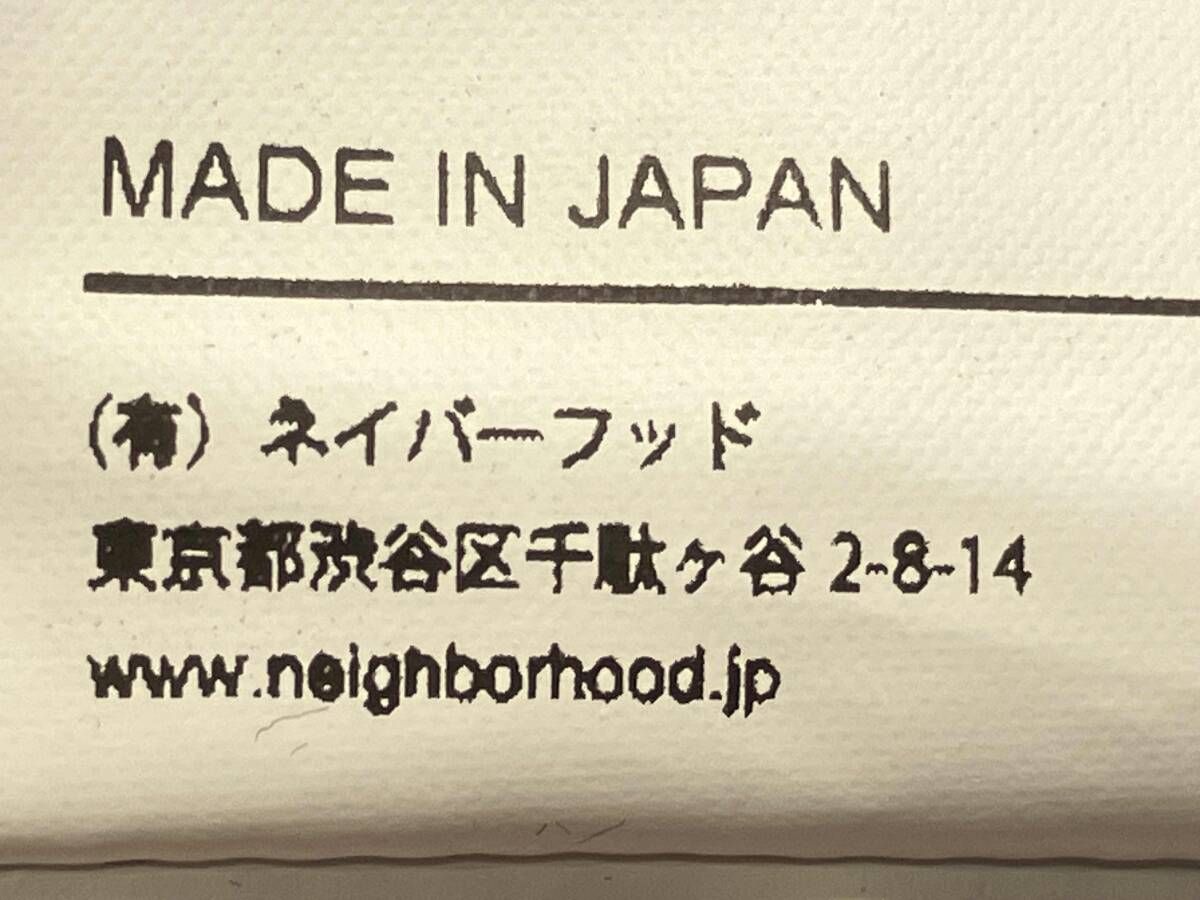 MADE IN JAPAN
(有) ネイバーフッド
東京都渋谷区千駄ヶ谷 2-8-14
www.neighborhood.jp